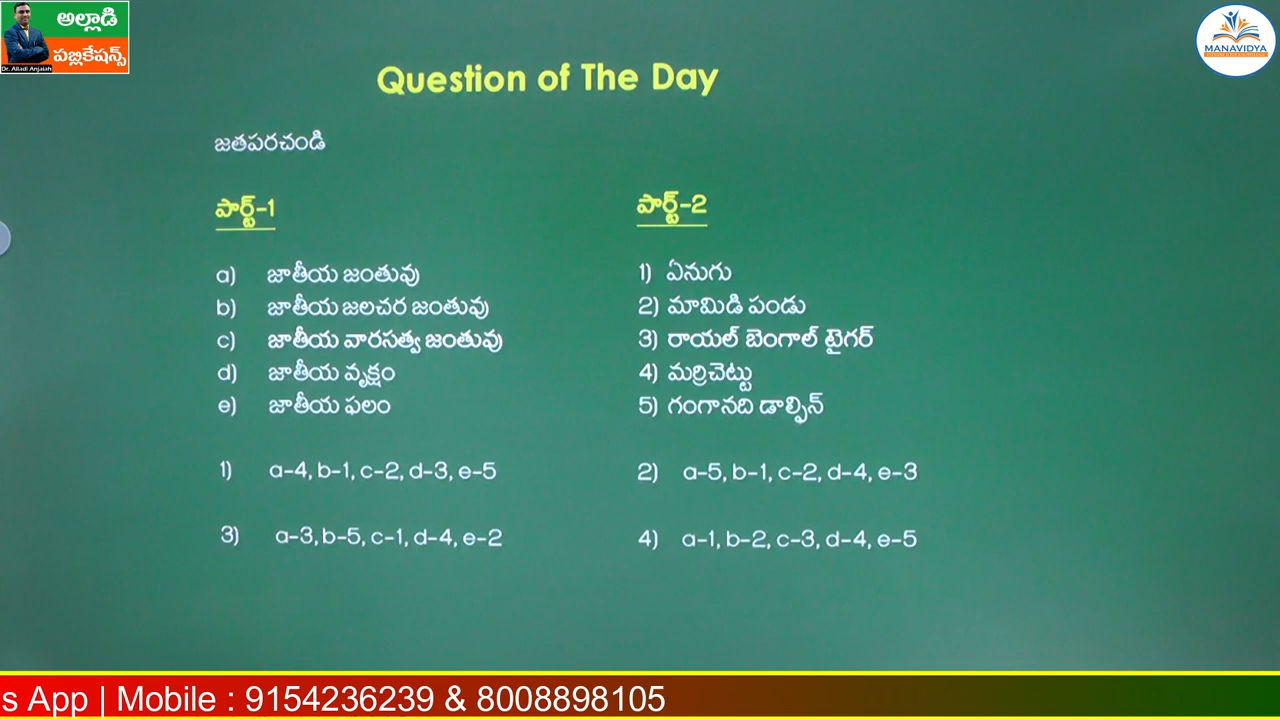 అల్లాడి
పబ్లికేషన్స్
Dr. Alladi Anjaiah
MANAVIDYA
Question of The Day
జతపరచండి
పార్ట్-1
పార్ట్-2
a) జాతీయ జంతువు
1) ఏనుగు
b) జాతీయ జలచర జంతువు
2) మామిడి పండు
c) జాతీయ వారసత్వ జంతువు
3) రాయల్ బెంగాల్ టైగర్
d) జాతీయ వృక్షం
4) మర్రిచెట్టు
e) జాతీయ ఫలం
5) గంగానది డాల్ఫిన్
1) a-4, b-1, c-2, d-3, e-5
2) a-5, b-1, c-2, d-4, e-3
3) a-3, b-5, c-1, d-4, e-2
4) a-1, b-2, c-3, d-4, e-5
s App | Mobile : 9154236239 & 8008898105